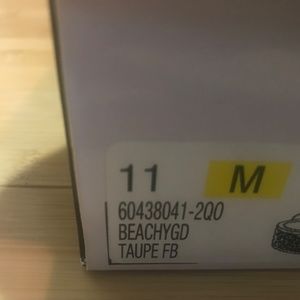 11 M
60438041-2Q0
BEACHYGD
TAUPE FB